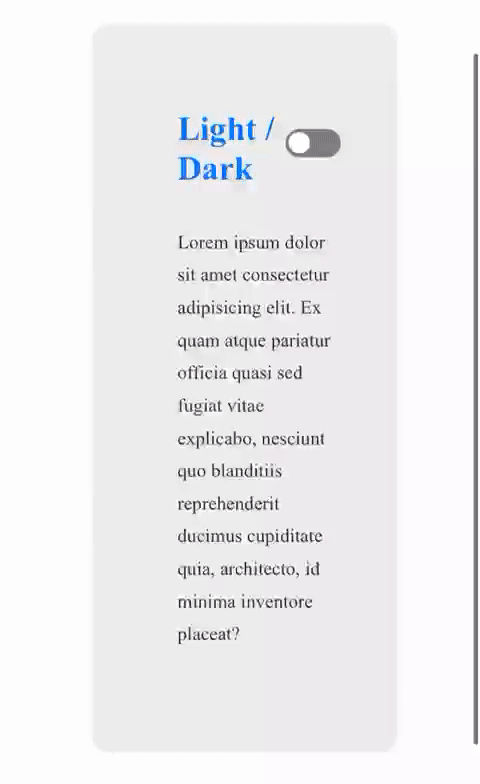 Light /
Dark
Lorem ipsum dolor
sit amet consectetur
adipisicing elit. Ex
quam atque pariatur
officia quasi sed
fugiat vitae
explicabo, nesciunt
quo blanditiis
reprehenderit
ducimus cupiditate
quia, architecto, id
minima inventore
placeat?